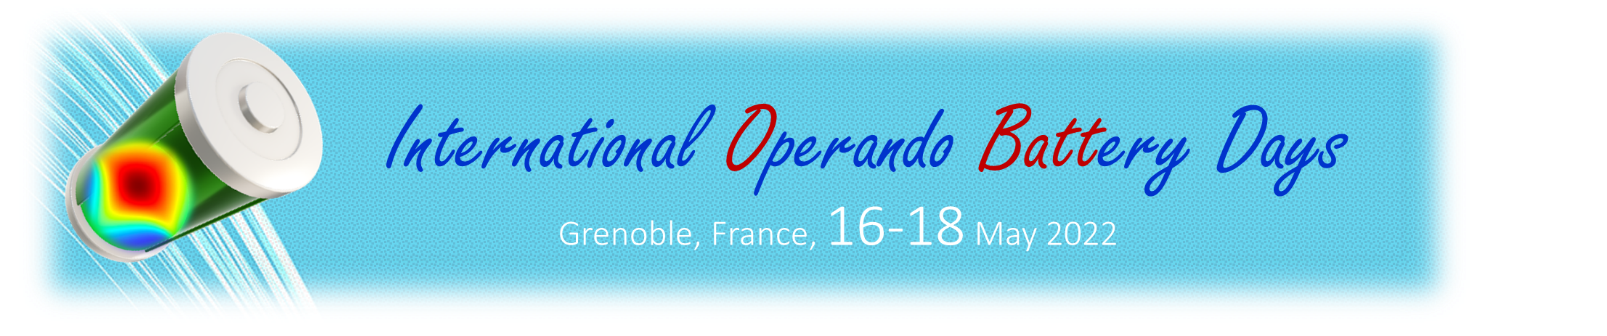 International Operando Battery Days
Grenoble, France, 16-18 May 2022